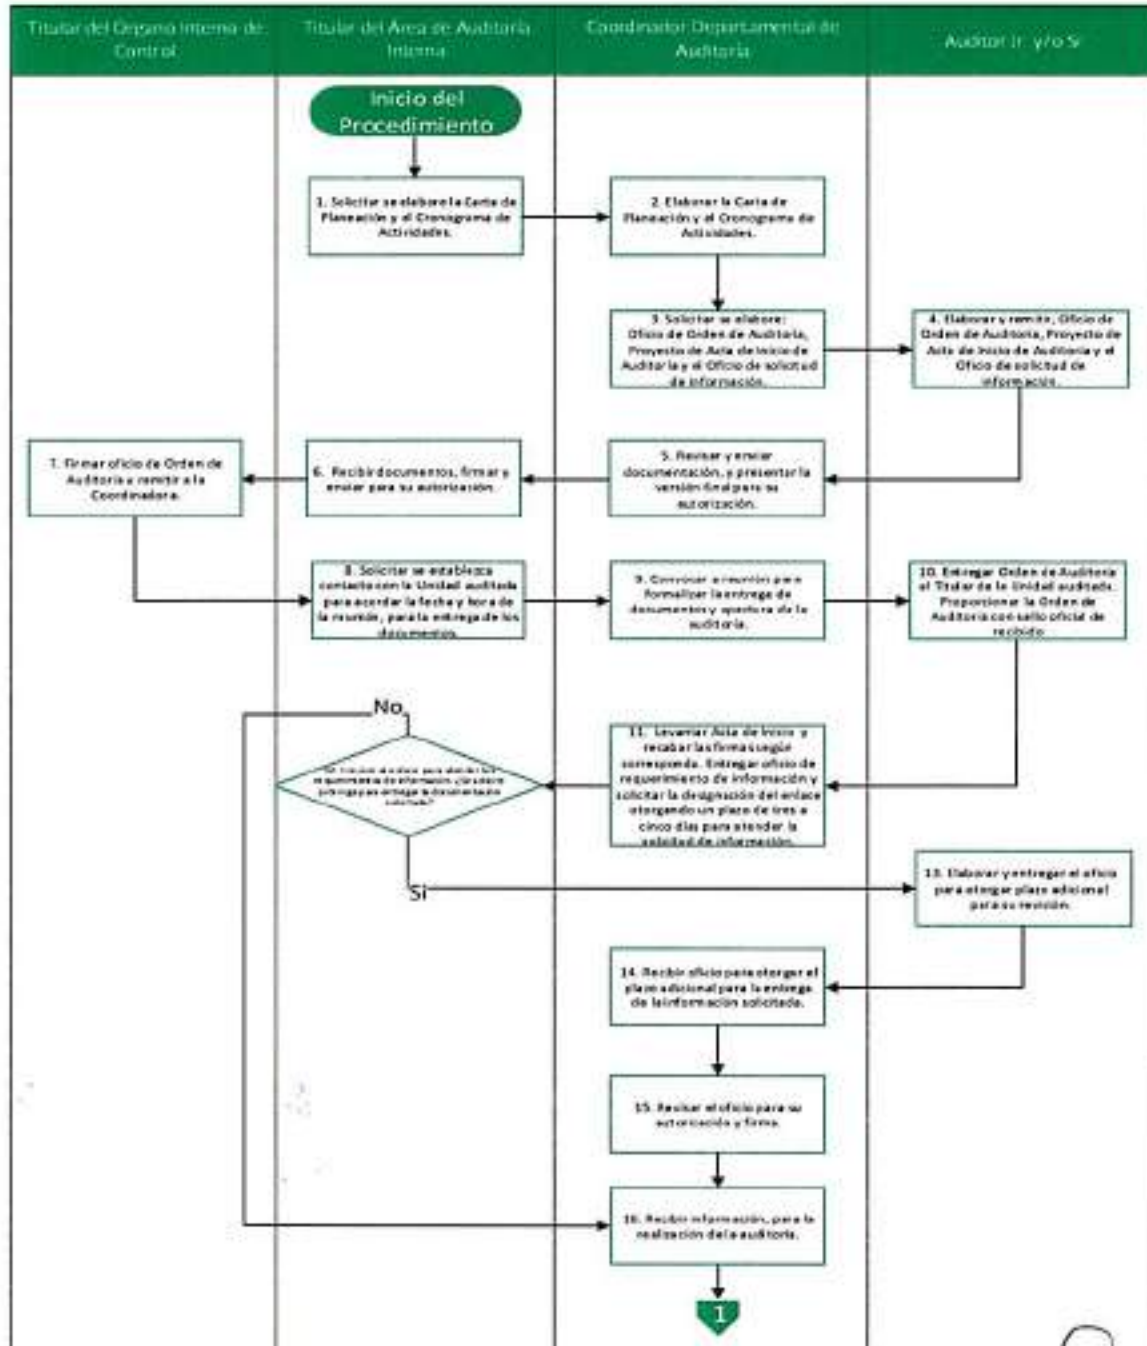 Titular del Órgano Interno de
Control
Titular del Área de Auditoría
Interna
Coordinador Departamental de
Auditoría
Auditor Jr. y/o Sr
Inicio del
Procedimiento
1. Solicitar se elabore la Carta de
Planeación y el Cronograma de
Actividades.
2. Elaborar la Carta de
Planeación y el Cronograma de
Actividades.
3. Solicitar se elabore:
Oficio de Orden de Auditoría,
Proyecto de Acta de Inicio de
Auditoría y el Oficio de solicitud
de información.
4. Elaborar y remitir, Oficio de
Orden de Auditoría, Proyecto de
Acta de Inicio de Auditoría y el
Oficio de solicitud de
información.
7. Firmar oficio de Orden de
Auditoría y remitir a la
Coordinadora.
6. Recibir documentos, firmar y
enviar para su autorización.
5. Revisar y enviar
documentación, y presentar la
versión final para su
autorización.
8. Solicitar se establezca
contacto con la Unidad auditada
para acordar la fecha y hora de
la reunión, para la entrega de los
documentos.
9. Convocar a reunión para
formalizar la entrega de
documentos y apertura de la
auditoría.
10. Entregar Orden de Auditoría
al Titular de la Unidad auditada.
Proporcionar la Orden de
Auditoría con sello oficial de
recibido
No
11. Levantar Acta de Inicio y
recabar las firmas según
corresponda. Entregar oficio de
requerimiento de información y
solicitar la designación del enlace
otorgando un plazo de tres a
cinco días para atender la
solicitud de información.
requerimientos de información
prórroga para entregar la documentación
solicitada?
Si
13. Elaborar y entregar el oficio
para otorgar plazo adicional
para su revisión.
14. Recibir oficio para otorgar el
plazo adicional para la entrega
de la información solicitada.
15. Revisar el oficio para su
autorización y firma.
16. Recibir información, para la
realización de la auditoría.
1